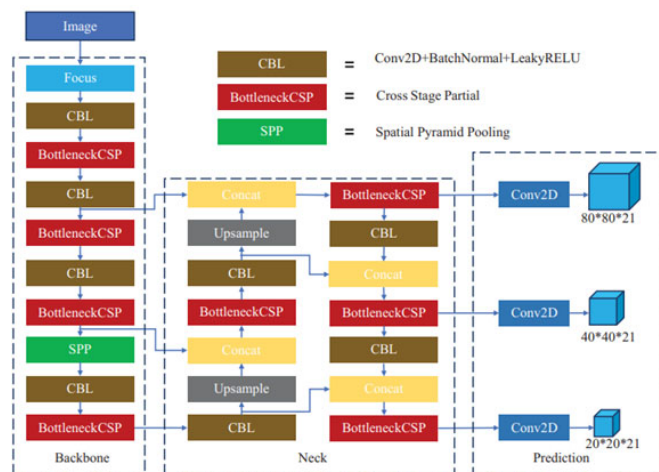 Image
Focus
CBL
BottleneckCSP
CBL
BottleneckCSP
CBL
BottleneckCSP
SPP
CBL
BottleneckCSP
Backbone
CBL = Conv2D+BatchNormal+LeakyRELU
BottleneckCSP = Cross Stage Partial
SPP = Spatial Pyramid Pooling
Concat
Upsample
CBL
BottleneckCSP
Concat
Upsample
CBL
BottleneckCSP
CBL
Concat
BottleneckCSP
CBL
Concat
BottleneckCSP
Neck
Conv2D
80*80*21
Conv2D
40*40*21
Conv2D
20*20*21
Prediction